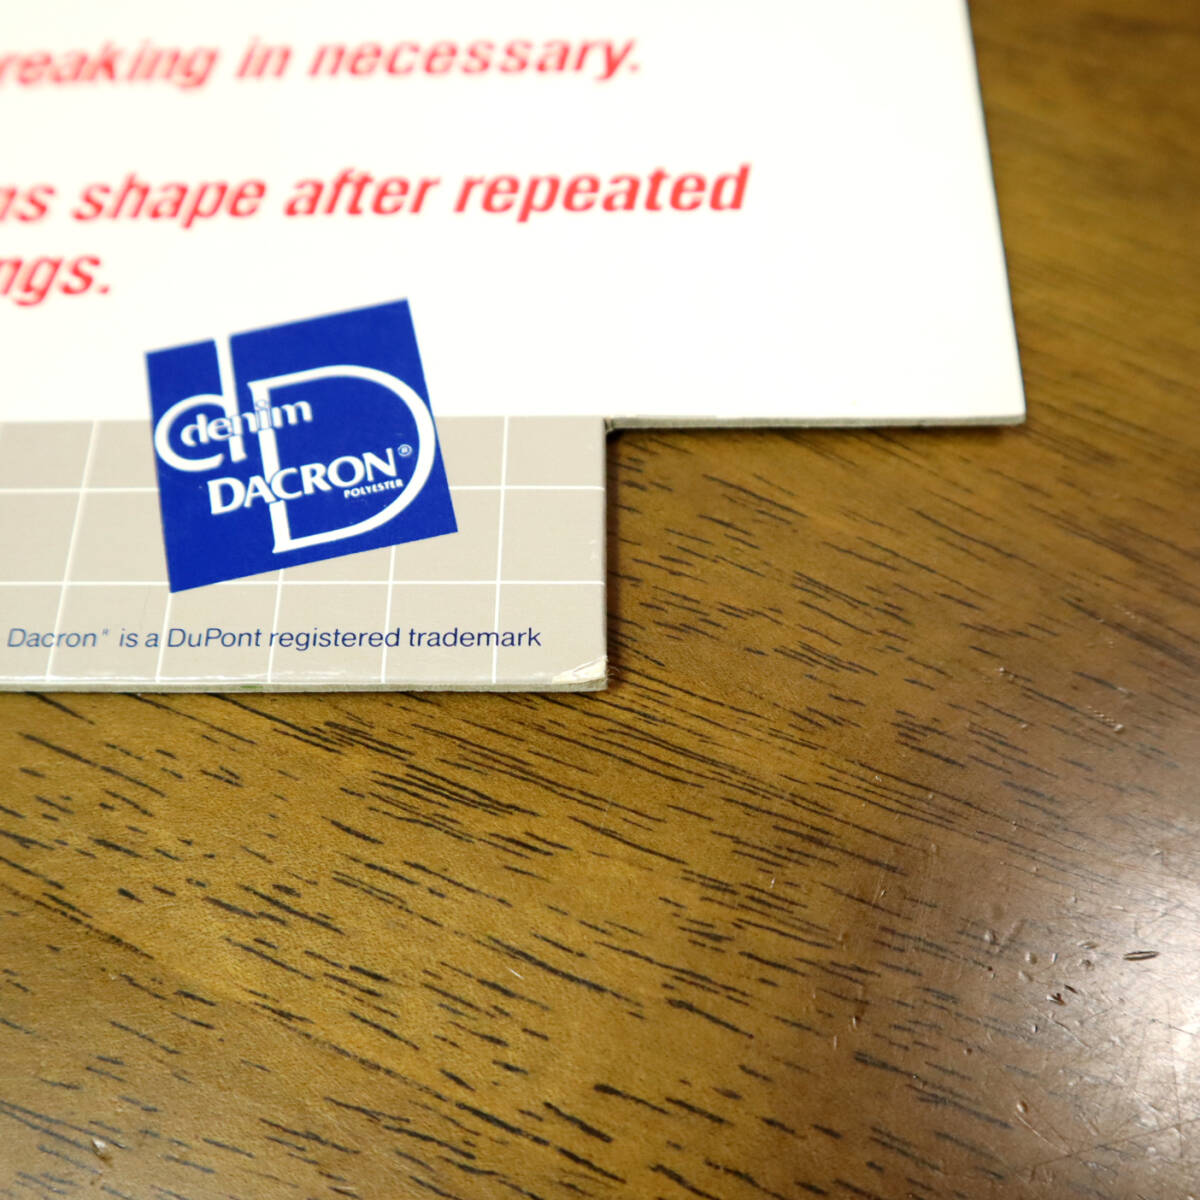 reaking in necessary.
ns shape after repeated
ngs.
d D
denim
DACRON®
POLYESTER
Dacron® is a DuPont registered trademark